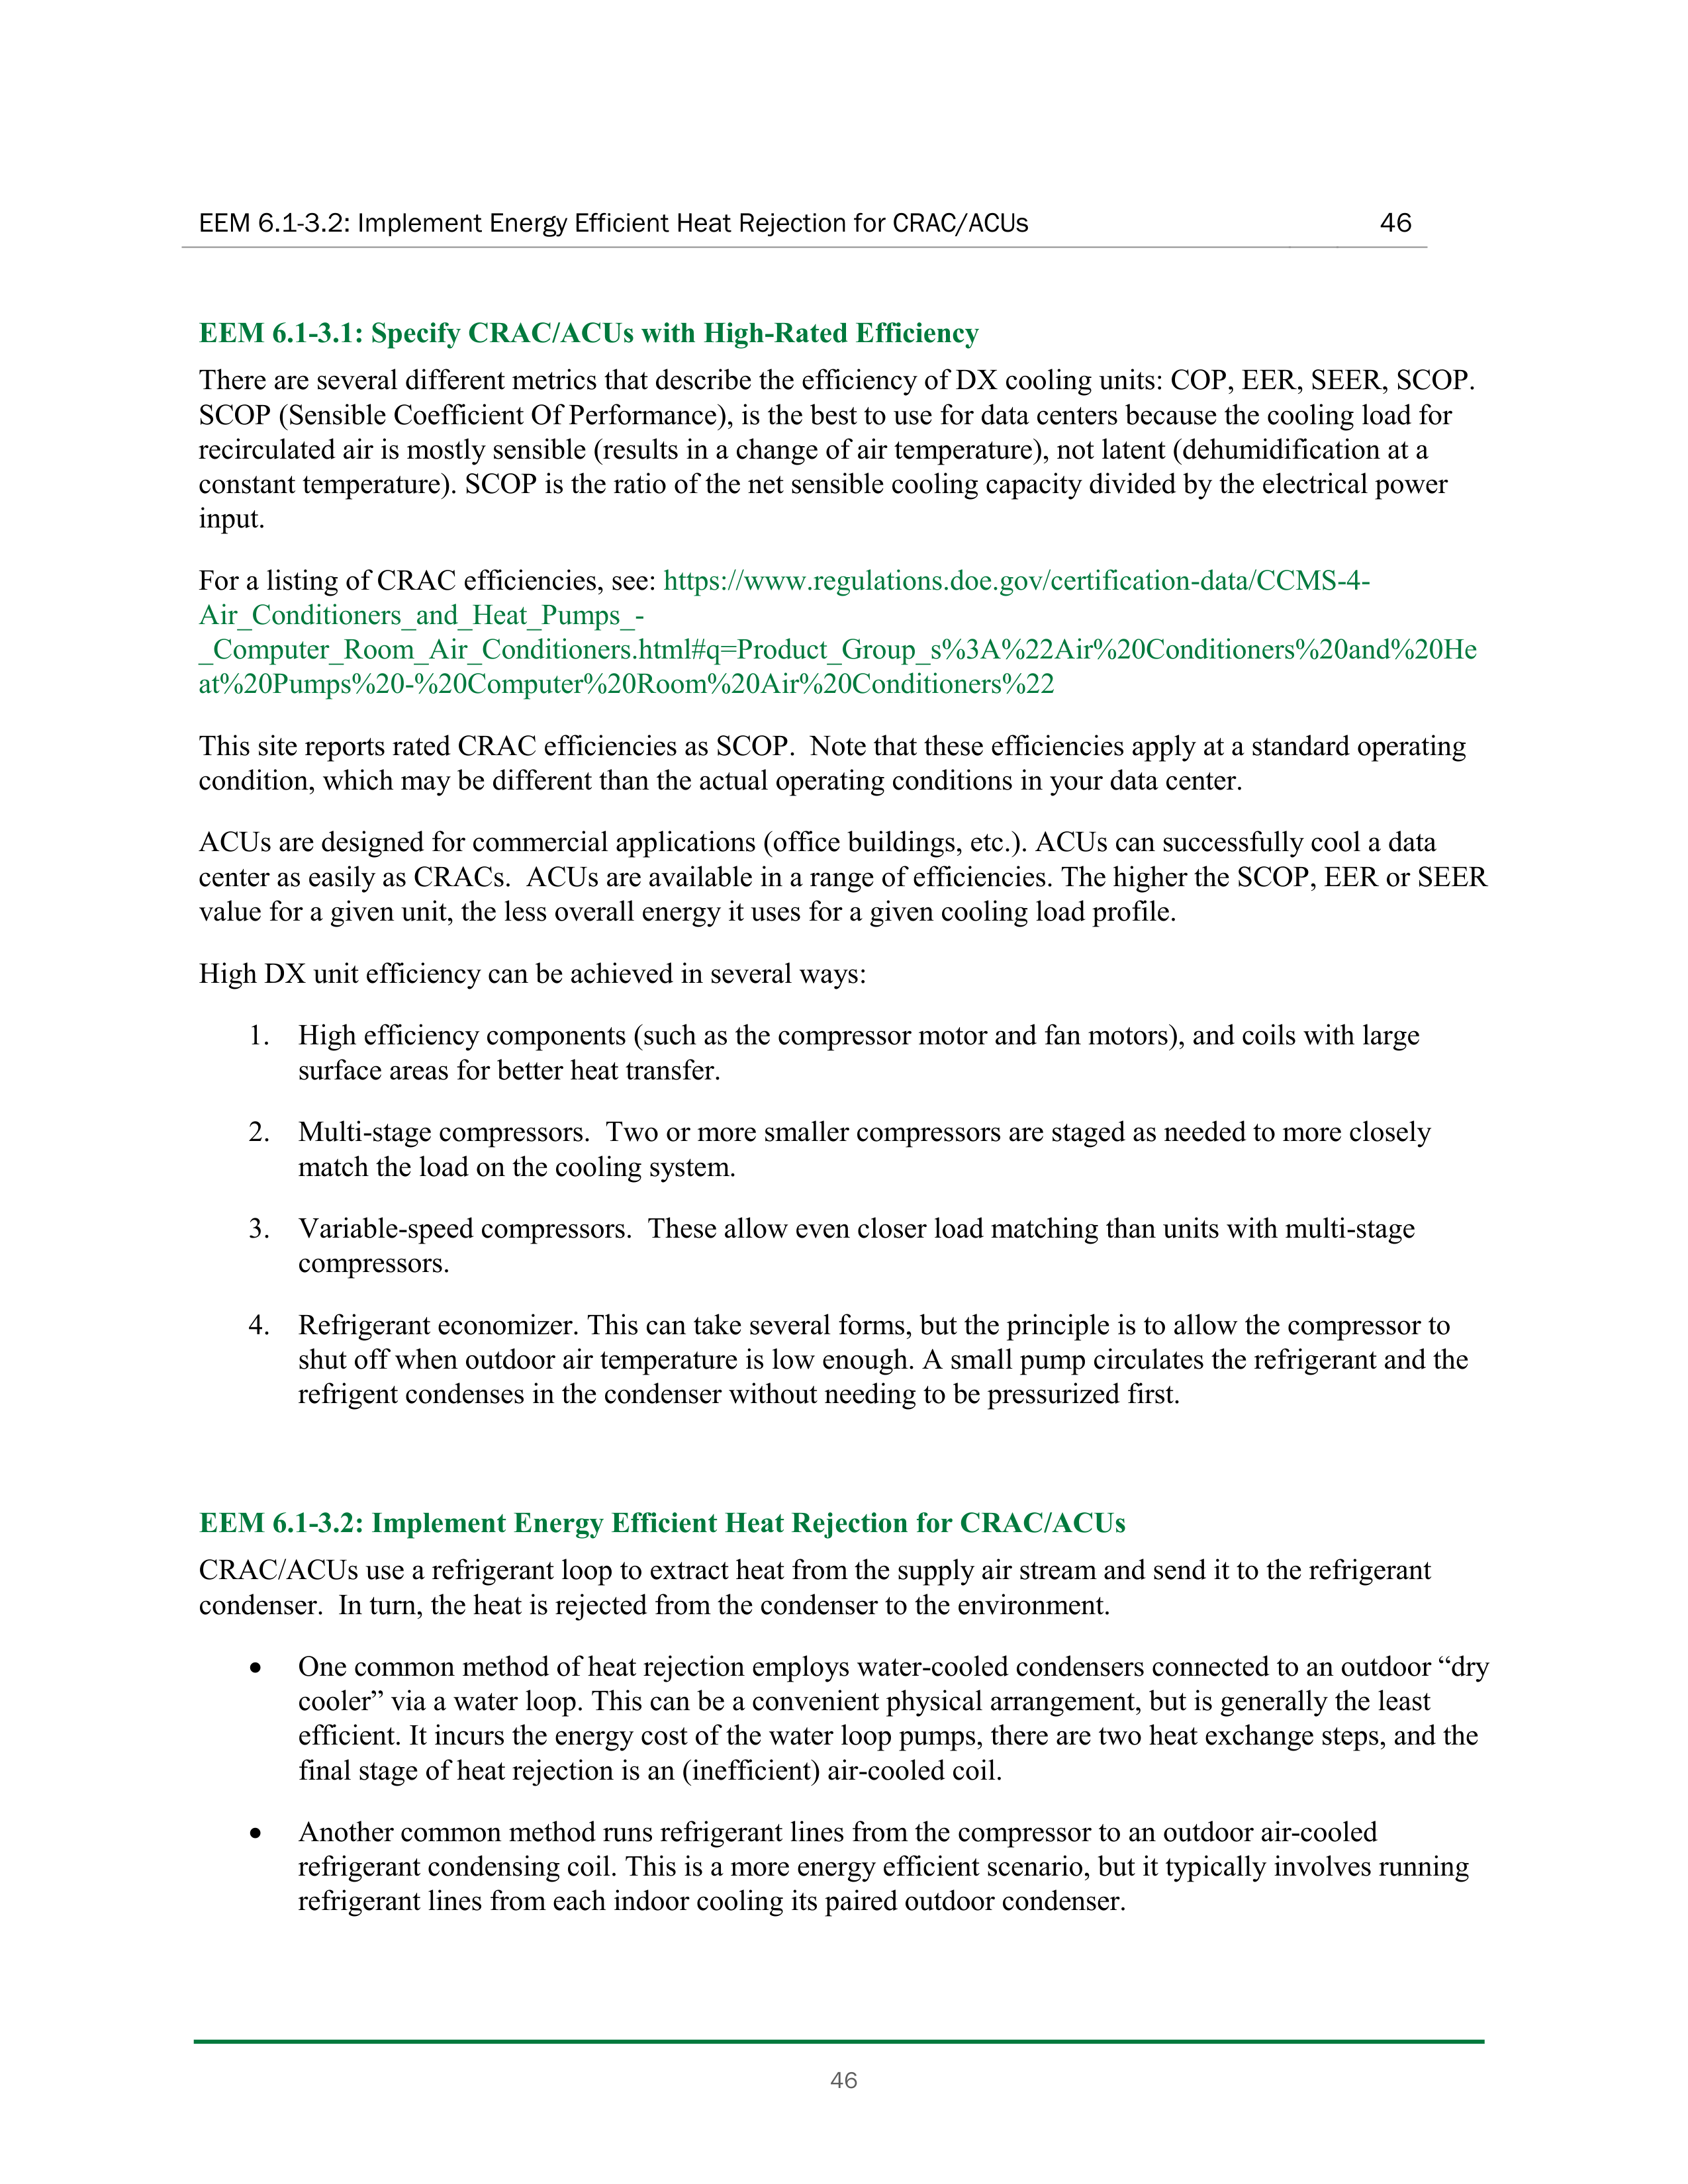 EEM 6.1-3.2: Implement Energy Efficient Heat Rejection for CRAC/ACUs 46
EEM 6.1-3.1: Specify CRAC/ACUs with High-Rated Efficiency
There are several different metrics that describe the efficiency of DX cooling units: COP, EER, SEER, SCOP.
SCOP (Sensible Coefficient Of Performance), is the best to use for data centers because the cooling load for
recirculated air is mostly sensible (results in a change of air temperature), not latent (dehumidification at a
constant temperature). SCOP is the ratio of the net sensible cooling capacity divided by the electrical power
input.
For a listing of CRAC efficiencies, see: https://www.regulations.doe.gov/certification-data/CCMS-4-
Air_Conditioners_and_Heat_Pumps_-
_Computer_Room_Air_Conditioners.html#q=Product_Group_s%3A%22Air%20Conditioners%20and%20He
at%20Pumps%20-%20Computer%20Room%20Air%20Conditioners%22
This site reports rated CRAC efficiencies as SCOP.  Note that these efficiencies apply at a standard operating
condition, which may be different than the actual operating conditions in your data center.
ACUs are designed for commercial applications (office buildings, etc.). ACUs can successfully cool a data
center as easily as CRACs.  ACUs are available in a range of efficiencies. The higher the SCOP, EER or SEER
value for a given unit, the less overall energy it uses for a given cooling load profile.
High DX unit efficiency can be achieved in several ways:
1. High efficiency components (such as the compressor motor and fan motors), and coils with large
surface areas for better heat transfer.
2. Multi-stage compressors.  Two or more smaller compressors are staged as needed to more closely
match the load on the cooling system.
3. Variable-speed compressors.  These allow even closer load matching than units with multi-stage
compressors.
4. Refrigerant economizer. This can take several forms, but the principle is to allow the compressor to
shut off when outdoor air temperature is low enough. A small pump circulates the refrigerant and the
refrigent condenses in the condenser without needing to be pressurized first.
EEM 6.1-3.2: Implement Energy Efficient Heat Rejection for CRAC/ACUs
CRAC/ACUs use a refrigerant loop to extract heat from the supply air stream and send it to the refrigerant
condenser.  In turn, the heat is rejected from the condenser to the environment.
• One common method of heat rejection employs water-cooled condensers connected to an outdoor “dry
cooler” via a water loop. This can be a convenient physical arrangement, but is generally the least
efficient. It incurs the energy cost of the water loop pumps, there are two heat exchange steps, and the
final stage of heat rejection is an (inefficient) air-cooled coil.
• Another common method runs refrigerant lines from the compressor to an outdoor air-cooled
refrigerant condensing coil. This is a more energy efficient scenario, but it typically involves running
refrigerant lines from each indoor cooling its paired outdoor condenser.
46